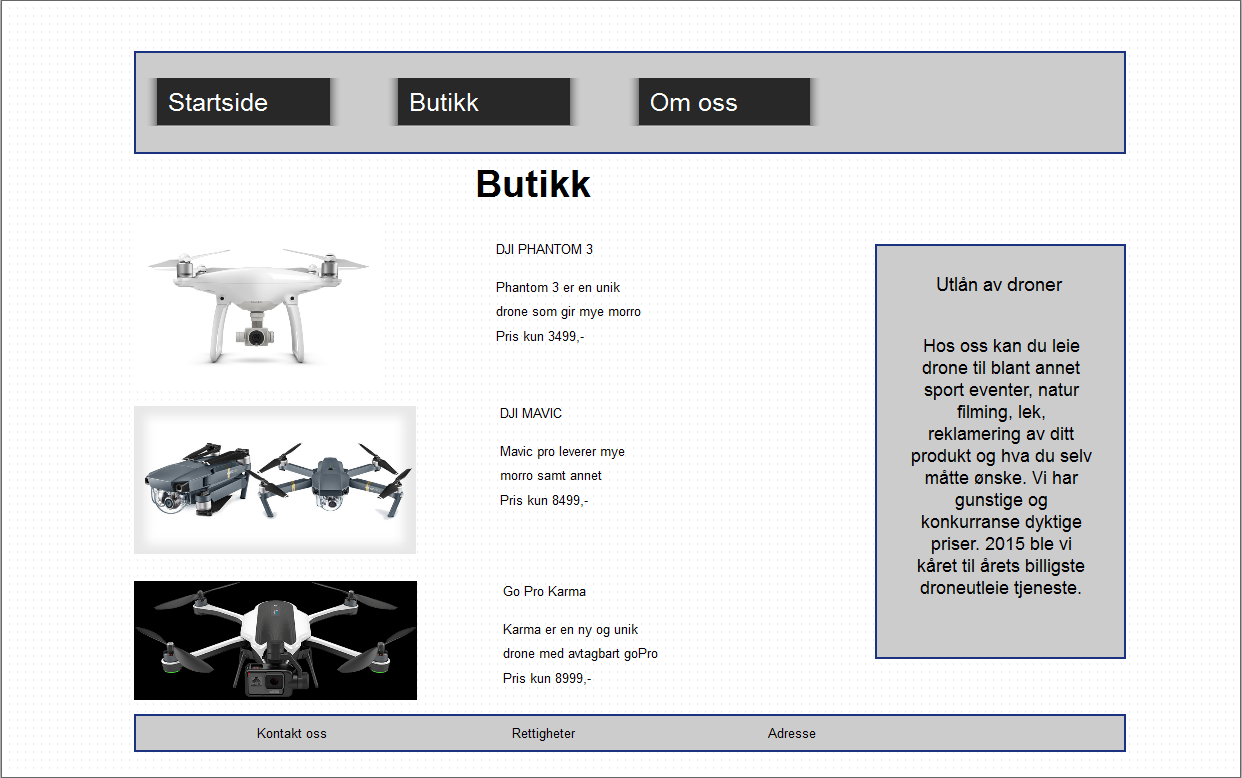 Startside
Butikk
Om oss
Butikk
DJI PHANTOM 3
Phantom 3 er en unik
drone som gir mye morro
Pris kun 3499,-
DJI MAVIC
Mavic pro leverer mye
morro samt annet
Pris kun 8499,-
Go Pro Karma
Karma er en ny og unik
drone med avtagbart goPro
Pris kun 8999,-
Utlån av droner
Hos oss kan du leie
drone til blant annet
sport eventer, natur
filming, lek,
reklamering av ditt
produkt og hva du selv
måtte ønske. Vi har
gunstige og
konkurranse dyktige
priser. 2015 ble vi
kåret til årets billigste
droneutleie tjeneste.
Kontakt oss
Rettigheter
Adresse